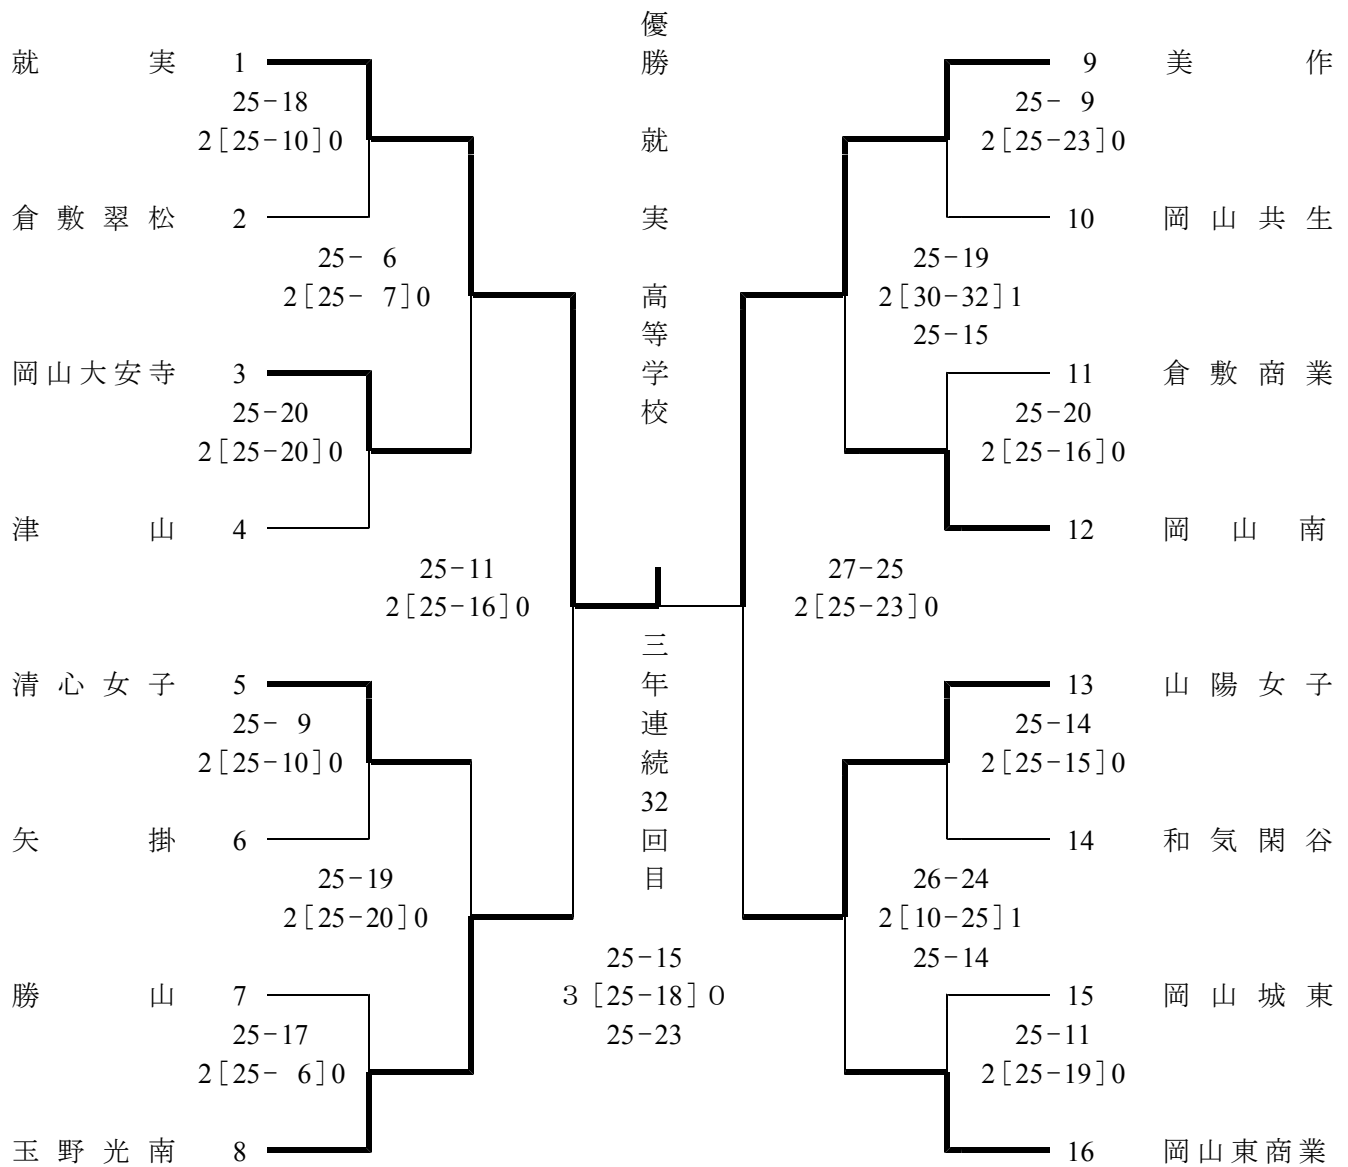 優勝 就実 高等学校
三年連続32回目
就実 1
25-18
2[25-10]0
倉敷翠松 2
25- 6
2[25- 7]0
岡山大安寺 3
25-20
2[25-20]0
津山 4
25-11
2[25-16]0
清心女子 5
25- 9
2[25-10]0
矢掛 6
25-19
2[25-20]0
勝山 7
25-17
2[25- 6]0
玉野光南 8
25-15
3[25-18]0
25-23
9 美作
25- 9
2[25-23]0
10 岡山共生
25-19
2[30-32]1
25-15
11 倉敷商業
25-20
2[25-16]0
12 岡山南
27-25
2[25-23]0
13 山陽女子
25-14
2[25-15]0
14 和気閑谷
26-24
2[10-25]1
25-14
15 岡山城東
25-11
2[25-19]0
16 岡山東商業